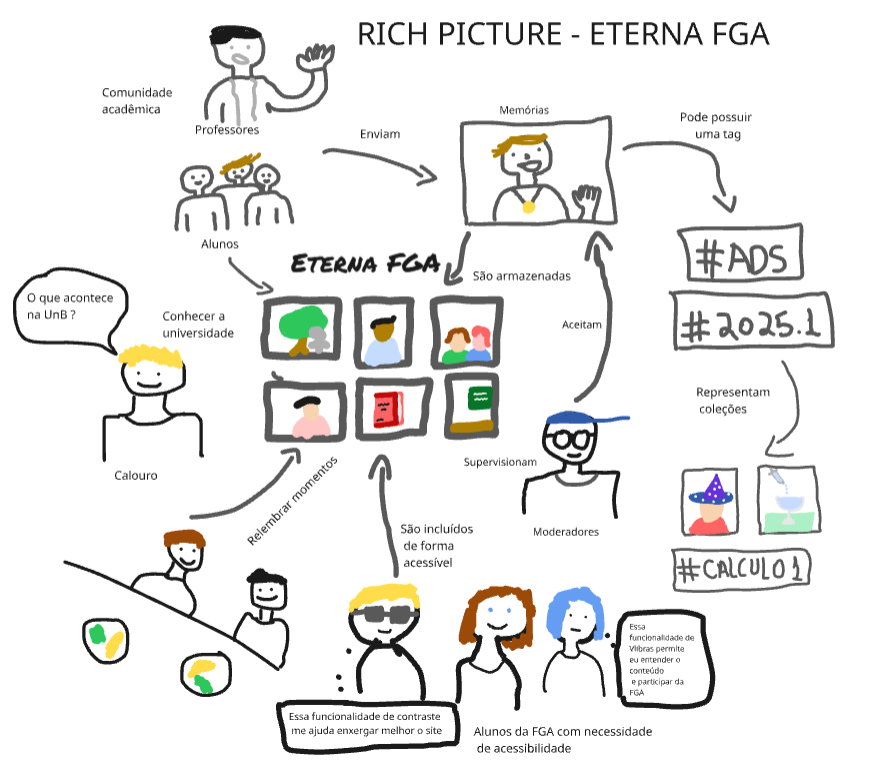 RICH PICTURE - ETERNA FGA
Comunidade
acadêmica
Professores
Enviam
Memórias
Pode possuir
uma tag
Alunos
#ADS
#2025.1
ETERNA FGA
São armazenadas
O que acontece
na UnB ?
Conhecer a
universidade
Aceitam
Representam
coleções
Calouro
Supervisionam
Moderadores
Relembrar momentos
São incluídos
de forma
acessível
#CALCULO1
Essa
funcionalidade de
Vlibras permite
eu entender o
conteúdo
e participar da
FGA
Essa funcionalidade de contraste
me ajuda enxergar melhor o site
Alunos da FGA com necessidade
de acessibilidade